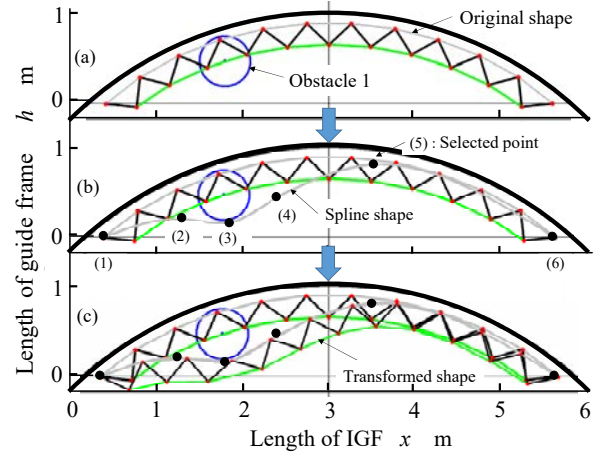 1
Original shape
(a)
Obstacle 1
0
1
(5) : Selected point
(b)
(4)
Spline shape
0
(2)
(3)
(1)
(6)
1
(c)
0
Transformed shape
0 1 2 3 4 5 6
Length of IGF x m
Length of guide frame h m